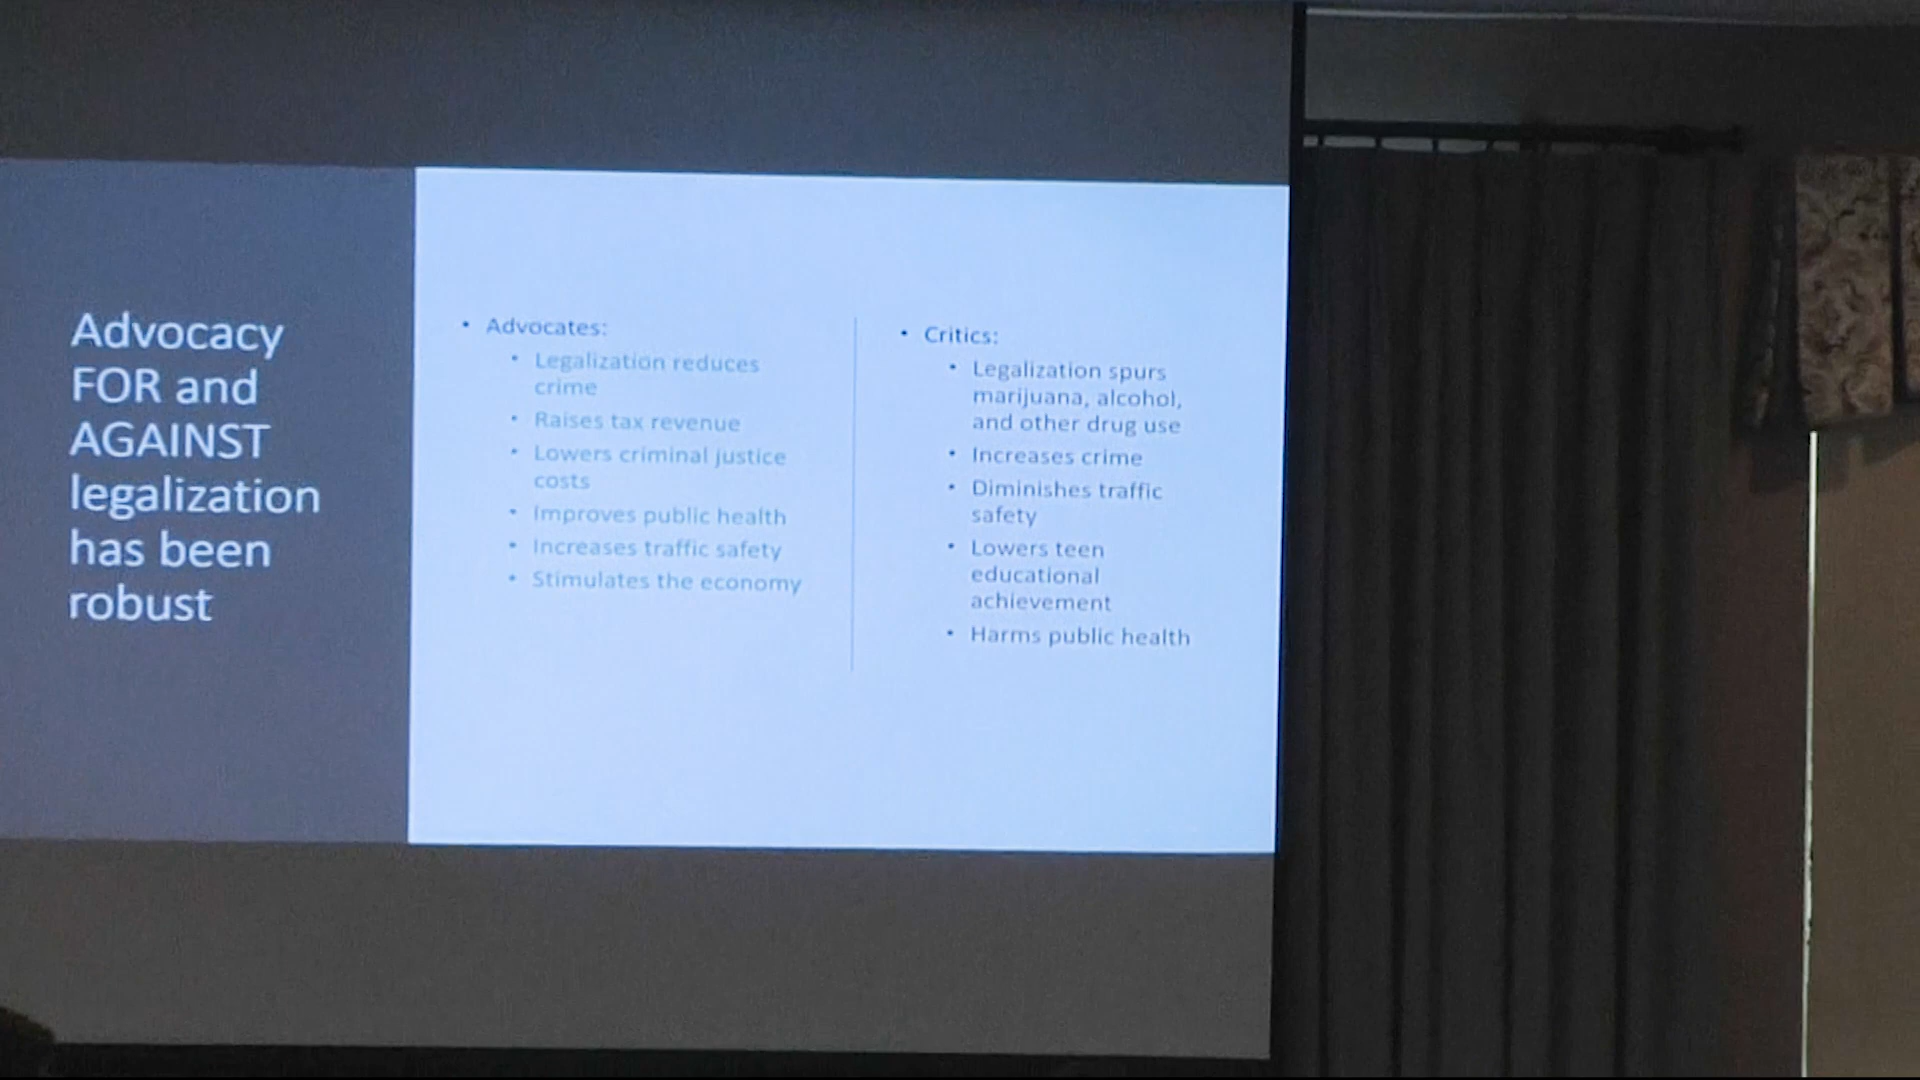 Advocacy
FOR and
AGAINST
legalization
has been
robust
• Advocates:
• Legalization reduces
crime
• Raises tax revenue
• Lowers criminal justice
costs
• Improves public health
• Increases traffic safety
• Stimulates the economy
• Critics:
• Legalization spurs
marijuana, alcohol,
and other drug use
• Increases crime
• Diminishes traffic
safety
• Lowers teen
educational
achievement
• Harms public health